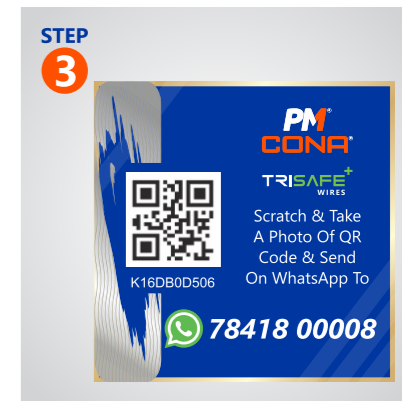 STEP
3
PM
CONA
TRISAFE+
WIRES
Scratch & Take
A Photo Of QR
Code & Send
On WhatsApp To
K16DB0D506
78418 00008